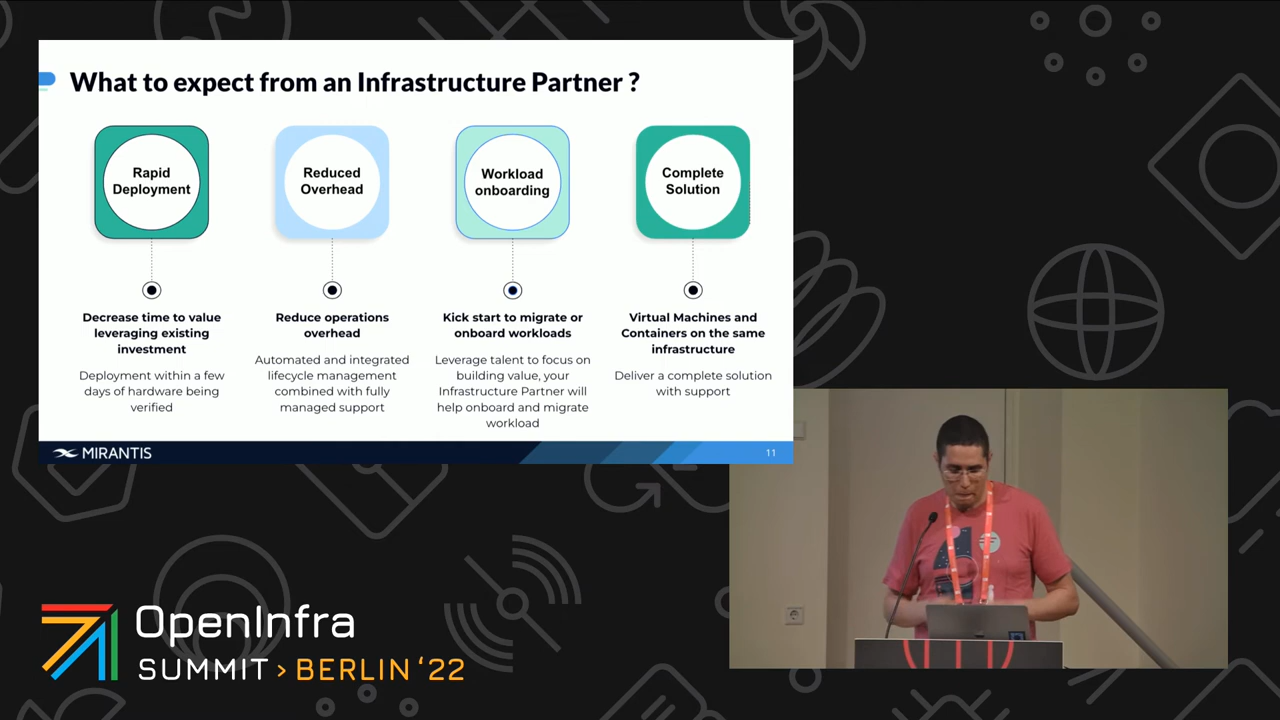 What to expect from an Infrastructure Partner ?
Rapid
Deployment
Reduced
Overhead
Workload
onboarding
Complete
Solution
Decrease time to value
leveraging existing
investment
Deployment within a few
days of hardware being
verified
Reduce operations
overhead
Automated and integrated
lifecycle management
combined with fully
managed support
Kick start to migrate or
onboard workloads
Leverage talent to focus on
building value, your
Infrastructure Partner will
help onboard and migrate
workload
Virtual Machines and
Containers on the same
infrastructure
Deliver a complete solution
with support
MIRANTIS
11
OpenInfra
SUMMIT > BERLIN ‘22